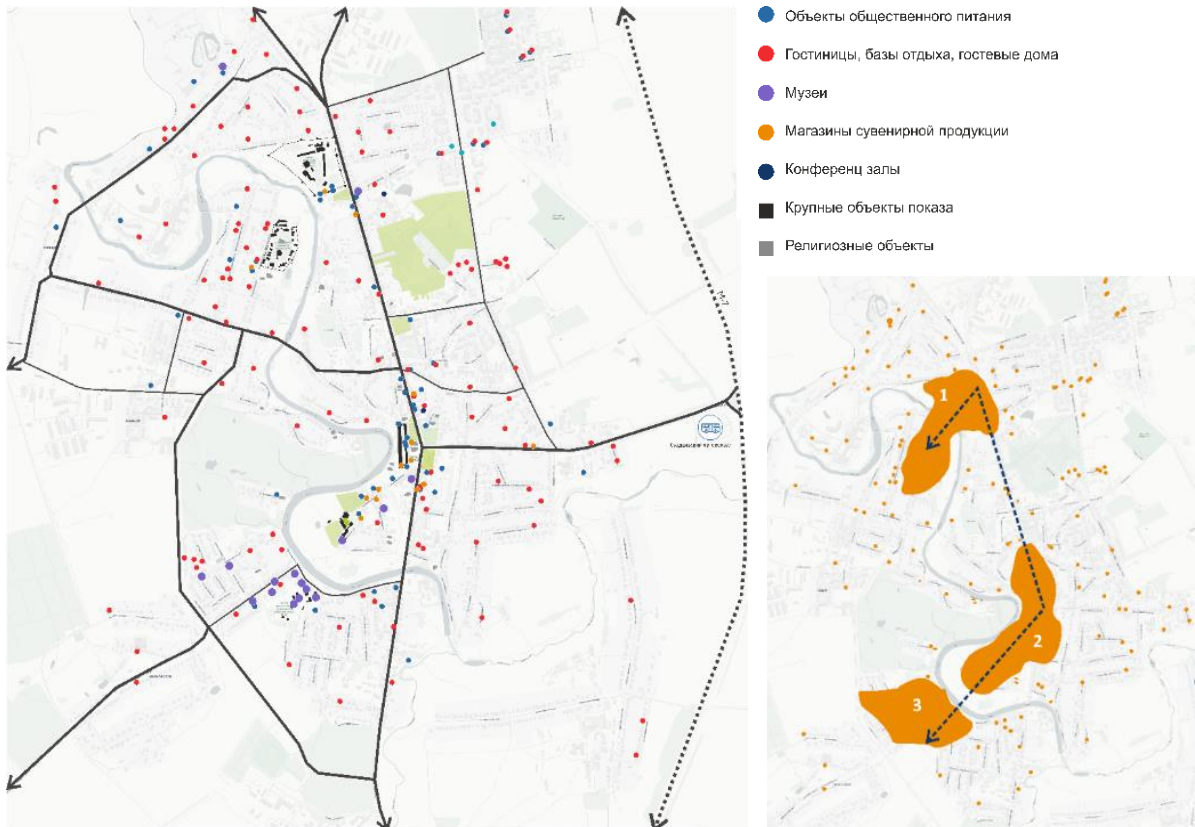 Объекты общественного питания
Гостиницы, базы отдыха, гостевые дома
Музеи
Магазины сувенирной продукции
Конференц залы
Крупные объекты показа
Религиозные объекты
М-7
1
2
3